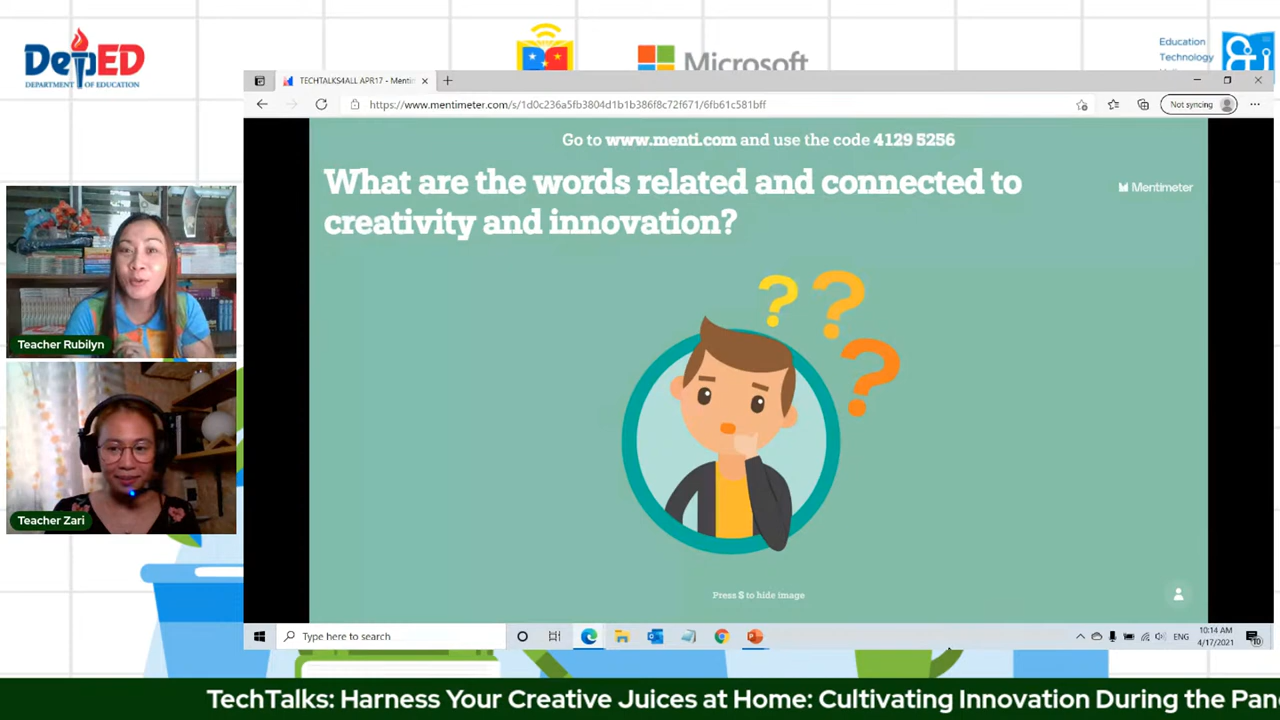 DepED
DEPARTMENT OF EDUCATION
Microsoft
Education
Technology
TECHTALKS4ALL APR17 - Mentim
https://www.mentimeter.com/s/1d0c236a5fb3804d1b1b386f8c72f671/6fb61c581bff
Not syncing
Go to www.menti.com and use the code 4129 5256
What are the words related and connected to
creativity and innovation?
Mentimeter
? ? ?
Teacher Rubilyn
Teacher Zari
Press S to hide image
Type here to search
ENG
10:14 AM
4/17/2021
TechTalks: Harness Your Creative Juices at Home: Cultivating Innovation During the Pan